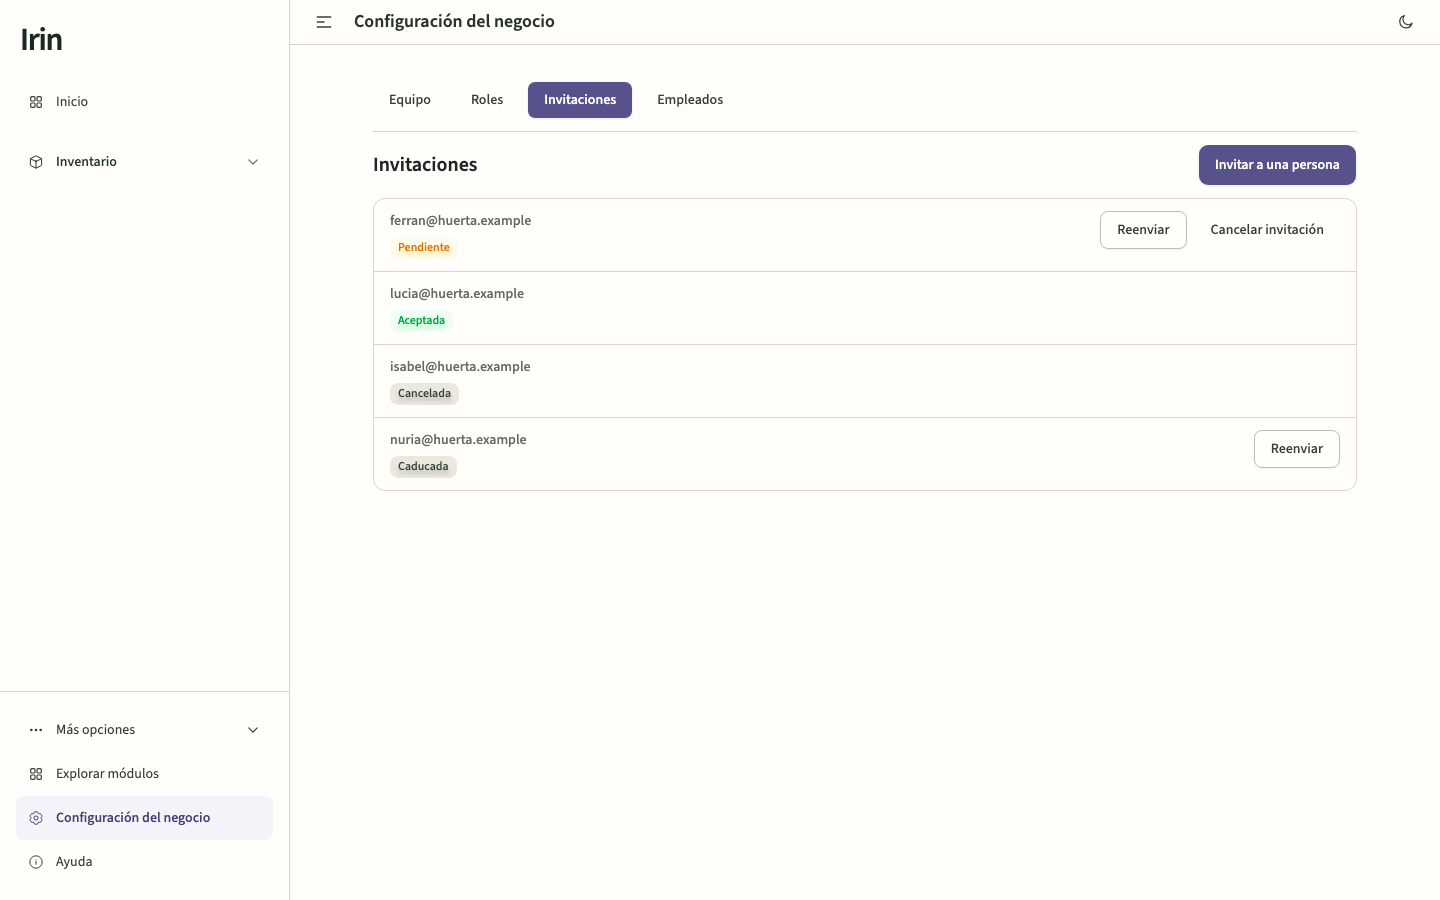 Irin
Configuración del negocio
Inicio
Inventario
Equipo
Roles
Invitaciones
Empleados
Invitaciones
Invitar a una persona
ferran@huerta.example
Pendiente
Reenviar
Cancelar invitación
lucia@huerta.example
Aceptada
isabel@huerta.example
Cancelada
nuria@huerta.example
Caducada
Reenviar
Más opciones
Explorar módulos
Configuración del negocio
Ayuda